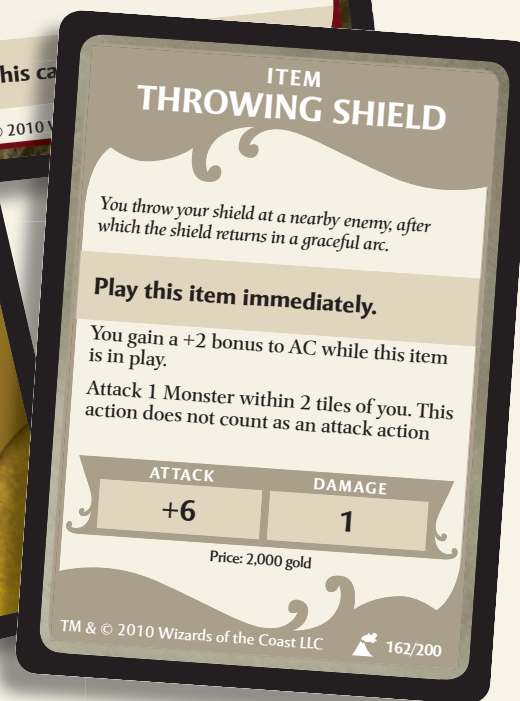 his ca
© 2010 W
ITEM
THROWING SHIELD
You throw your shield at a nearby enemy, after
which the shield returns in a graceful arc.
Play this item immediately.
You gain a +2 bonus to AC while this item
is in play.
Attack 1 Monster within 2 tiles of you. This
action does not count as an attack action
ATTACK DAMAGE
+6 1
Price: 2,000 gold
TM & © 2010 Wizards of the Coast LLC 162/200